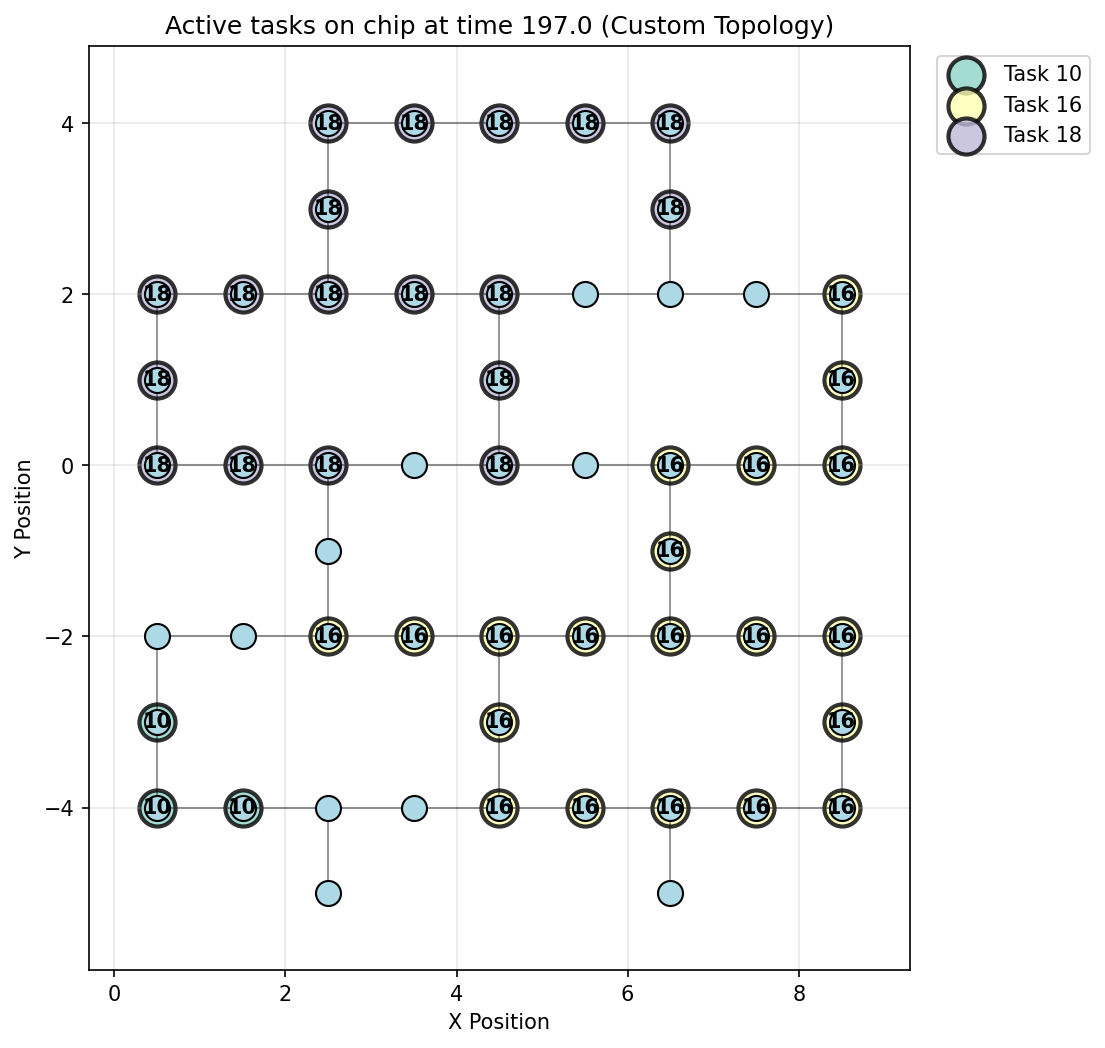 Active tasks on chip at time 197.0 (Custom Topology)
Task 10
Task 16
Task 18
4
18 18 18 18 18
18 18
2
18 18 18 18 18 16
18 18 16
0
18 18 18 18 16 16 16
16
−2
16 16 16 16 16 16 16
10 16 16
−4
10 10 16 16 16 16 16
0 2 4 6 8
X Position
Y Position